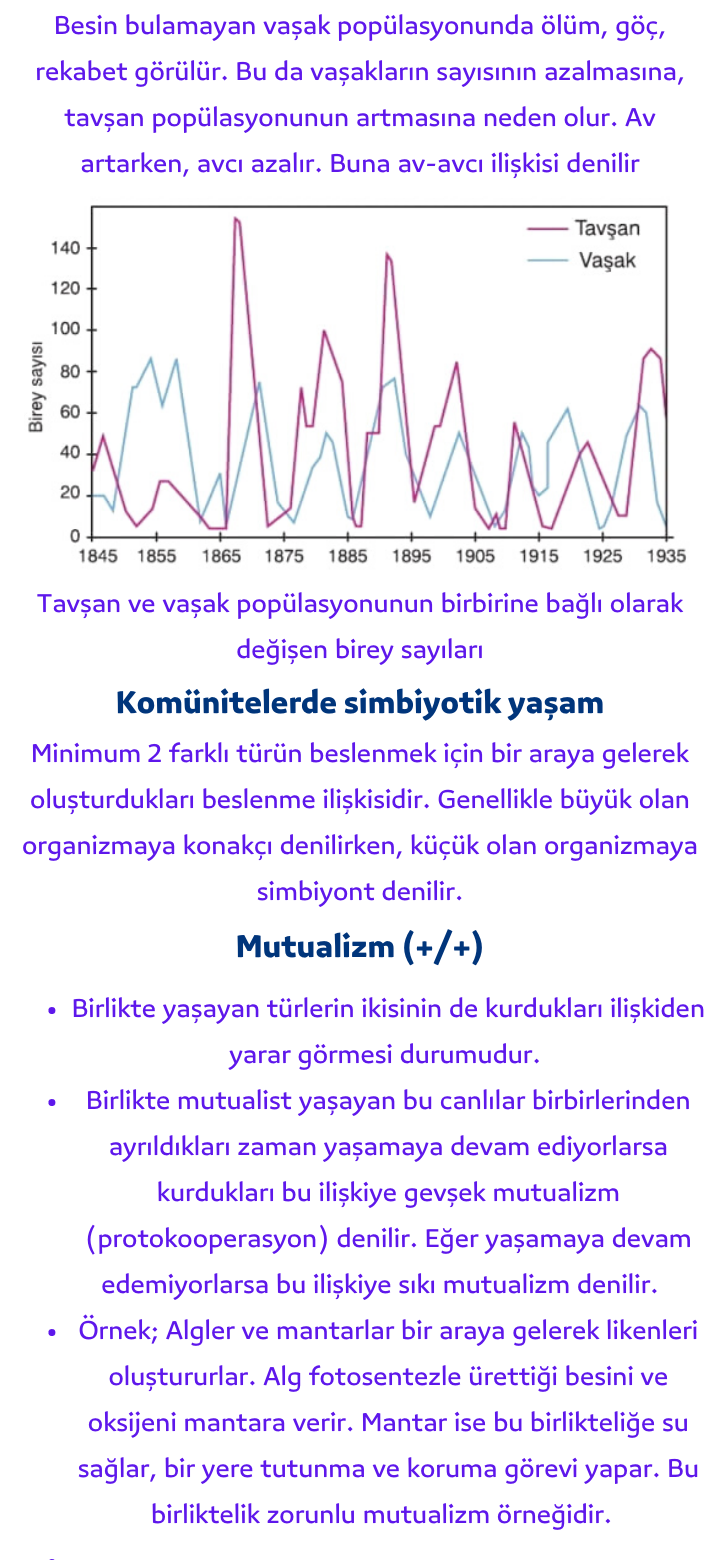 Besin bulamayan vaşak popülasyonunda ölüm, göç,
rekabet görülür. Bu da vaşakların sayısının azalmasına,
tavşan popülasyonunun artmasına neden olur. Av
artarken, avcı azalır. Buna av-avcı ilişkisi denilir
Tavşan
Vaşak
Birey sayısı
140
120
100
80
60
40
20
0
1845 1855 1865 1875 1885 1895 1905 1915 1925 1935
Tavşan ve vaşak popülasyonunun birbirine bağlı olarak
değişen birey sayıları
Komünitelerde simbiyotik yaşam
Minimum 2 farklı türün beslenmek için bir araya gelerek
oluşturdukları beslenme ilişkisidir. Genellikle büyük olan
organizmaya konakçı denilirken, küçük olan organizmaya
simbiyont denilir.
Mutualizm (+/+)
• Birlikte yaşayan türlerin ikisinin de kurdukları ilişkiden
yarar görmesi durumudur.
• Birlikte mutualist yaşayan bu canlılar birbirlerinden
ayrıldıkları zaman yaşamaya devam ediyorlarsa
kurdukları bu ilişkiye gevşek mutualizm
(protokooperasyon) denilir. Eğer yaşamaya devam
edemiyorlarsa bu ilişkiye sıkı mutualizm denilir.
• Örnek; Algler ve mantarlar bir araya gelerek likenleri
oluştururlar. Alg fotosentezle ürettiği besini ve
oksijeni mantara verir. Mantar ise bu birlikteliğe su
sağlar, bir yere tutunma ve koruma görevi yapar. Bu
birliktelik zorunlu mutualizm örneğidir.